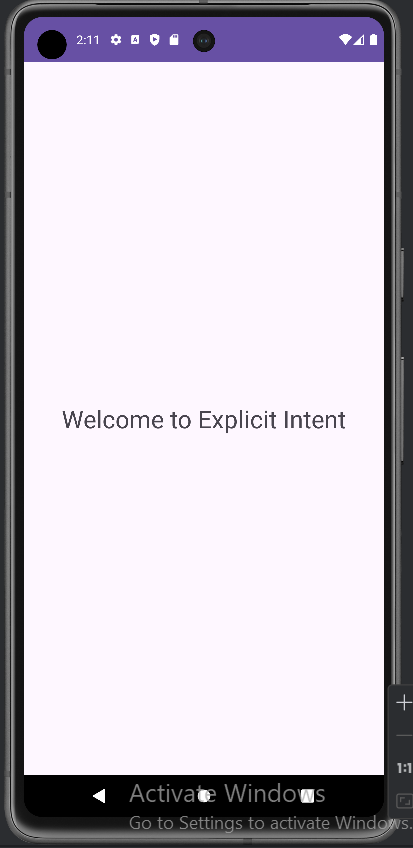 2:11
Welcome to Explicit Intent
1:1
Activate Windows
Go to Settings to activate Windows.